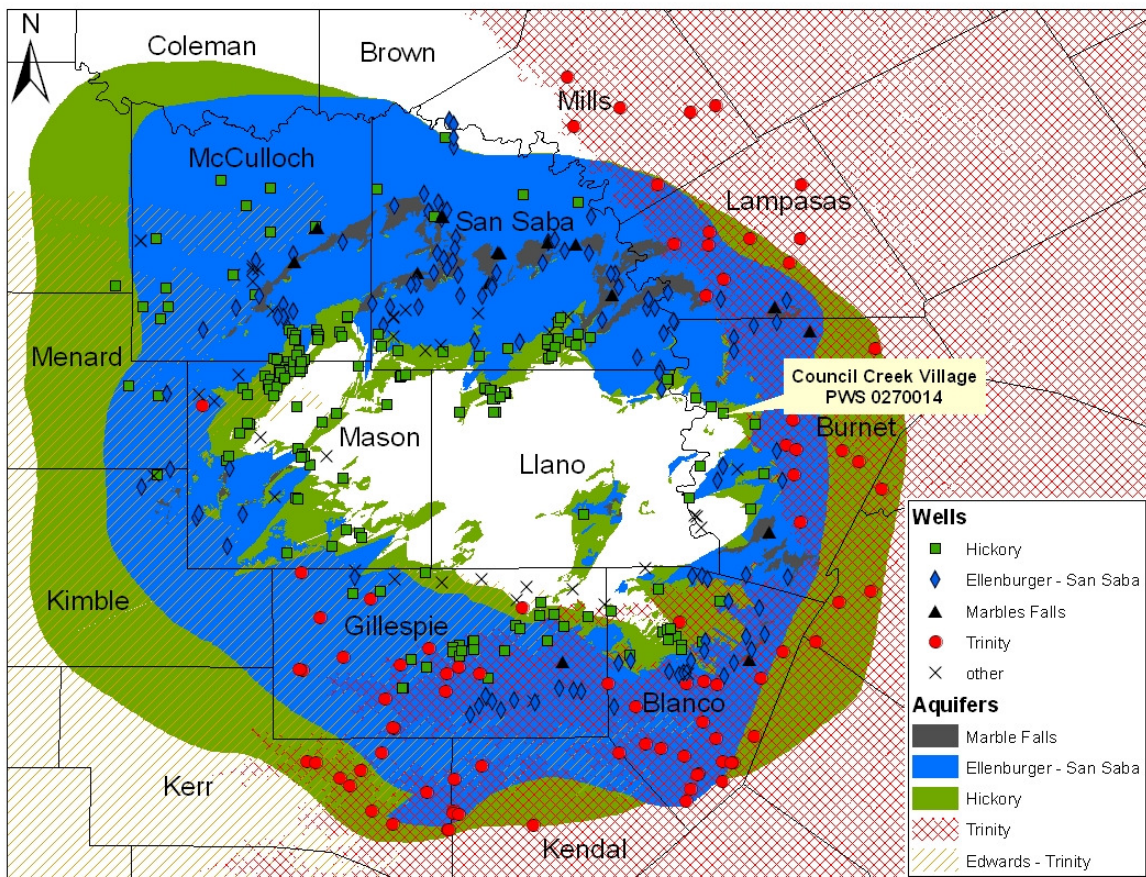 N
Coleman
Brown
Mills
McCulloch
San Saba
Lampasas
Menard
Council Creek Village
PWS 0270014
Burnet
Mason
Llano
Kimble
Gillespie
Blanco
Kerr
Kendal
Wells
Hickory
Ellenburger - San Saba
Marbles Falls
Trinity
other
Aquifers
Marble Falls
Ellenburger - San Saba
Hickory
Trinity
Edwards - Trinity